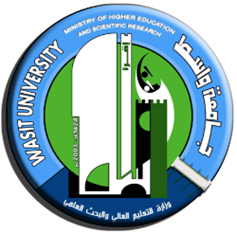 MINISTRY OF HIGHER EDUCATION
AND SCIENTIFIC RESEARCH
WASIT UNIVERSITY
جامعة واسط
وزارة التعليم العالي والبحث العلمي